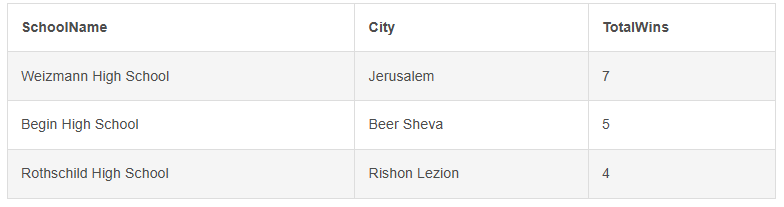 SchoolName City TotalWins
Weizmann High School Jerusalem 7
Begin High School Beer Sheva 5
Rothschild High School Rishon Lezion 4